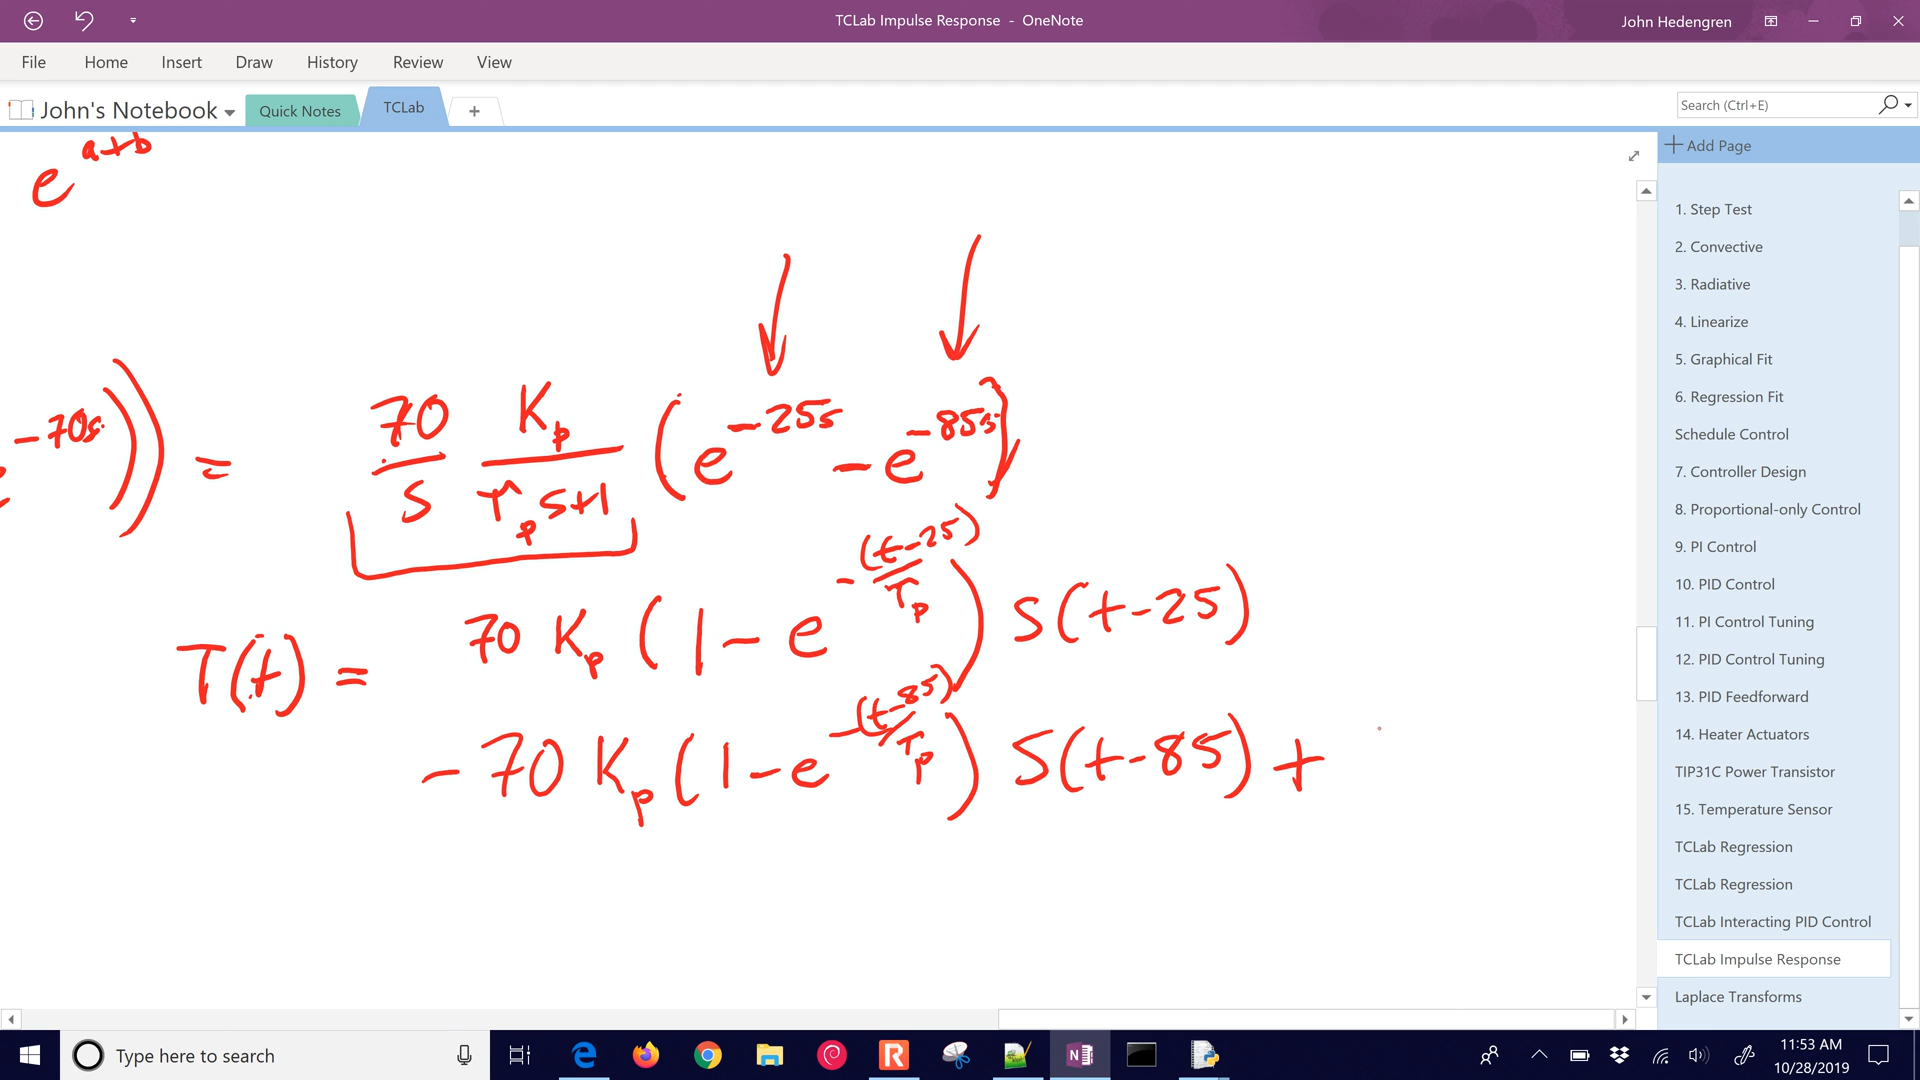 TCLab Impulse Response - OneNote
John Hedengren
File Home Insert Draw History Review View
John's Notebook
Quick Notes
TCLab
+
Search (Ctrl+E)
Add Page
1. Step Test
2. Convective
3. Radiative
4. Linearize
5. Graphical Fit
6. Regression Fit
Schedule Control
7. Controller Design
8. Proportional-only Control
9. PI Control
10. PID Control
11. PI Control Tuning
12. PID Control Tuning
13. PID Feedforward
14. Heater Actuators
TIP31C Power Transistor
15. Temperature Sensor
TCLab Regression
TCLab Regression
TCLab Interacting PID Control
TCLab Impulse Response
Laplace Transforms
e^(a+b)
^(-70s))) = 70/s Kp/(τp s+1) (e^(-25s) - e^(-85s))
T(t) = 70 Kp (1 - e^(-(t-25)/τp)) S(t-25)
- 70 Kp (1 - e^(-(t-85)/τp)) S(t-85) +
Type here to search
11:53 AM
10/28/2019